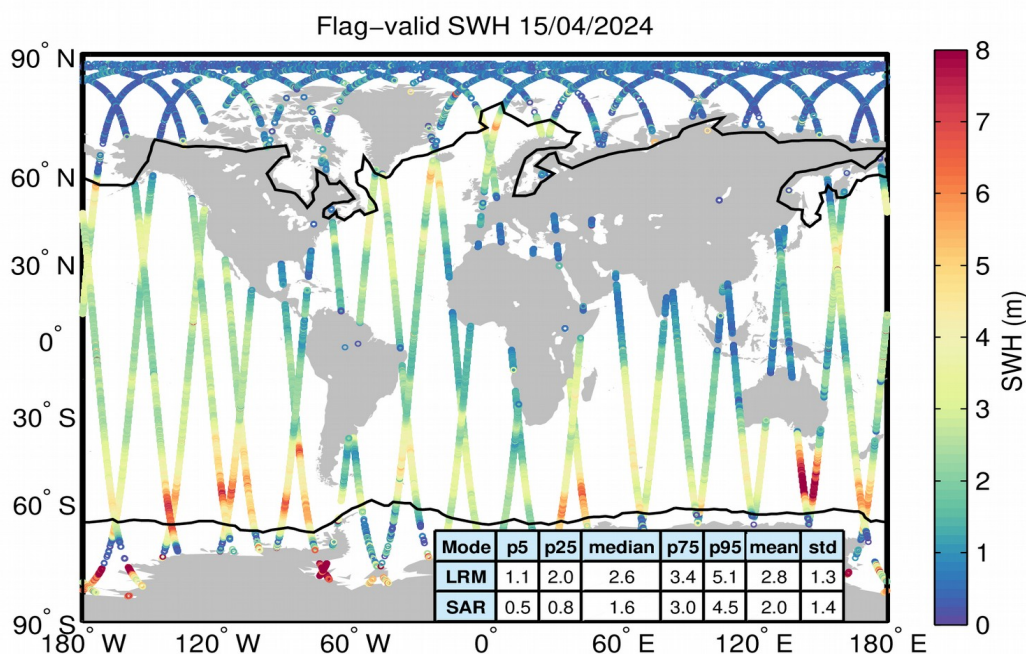 Flag−valid SWH 15/04/2024
90° N
60° N
30° N
0°
30° S
60° S
90° S
180° W
120° W
60° W
0°
60° E
120° E
180° E
8
7
6
5
4
3
2
1
0
SWH (m)
Mode p5 p25 median p75 p95 mean std
LRM 1.1 2.0 2.6 3.4 5.1 2.8 1.3
SAR 0.5 0.8 1.6 3.0 4.5 2.0 1.4